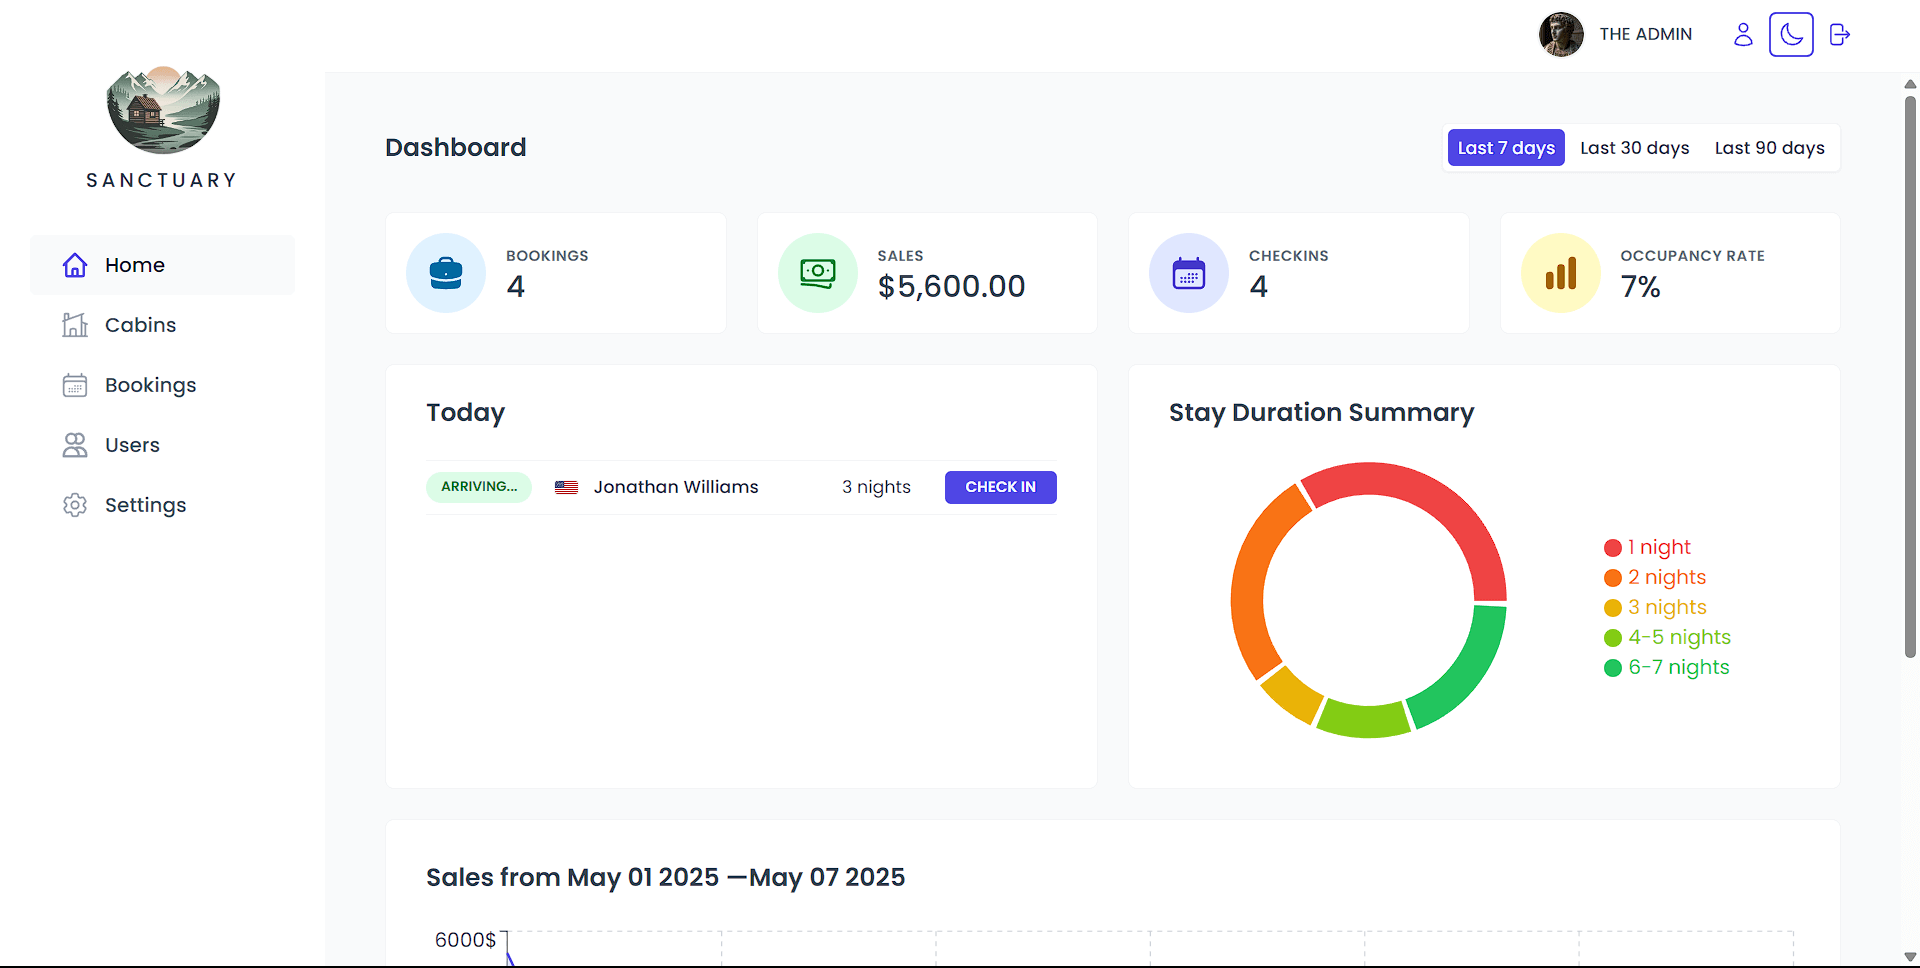 THE ADMIN
SANCTUARY
Home
Cabins
Bookings
Users
Settings
Dashboard
Last 7 days Last 30 days Last 90 days
BOOKINGS
4
SALES
$5,600.00
CHECKINS
4
OCCUPANCY RATE
7%
Today
ARRIVING... Jonathan Williams 3 nights CHECK IN
Stay Duration Summary
1 night
2 nights
3 nights
4-5 nights
6-7 nights
Sales from May 01 2025 —May 07 2025
6000$